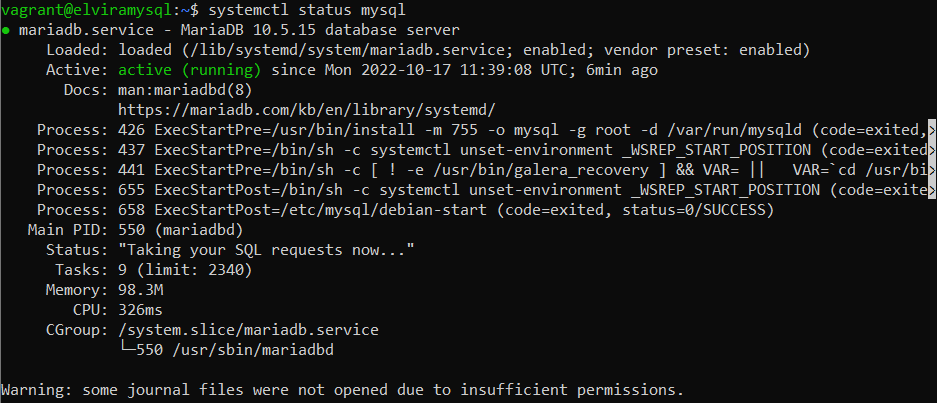 vagrant@elviramysql:~$ systemctl status mysql
● mariadb.service - MariaDB 10.5.15 database server
Loaded: loaded (/lib/systemd/system/mariadb.service; enabled; vendor preset: enabled)
Active: active (running) since Mon 2022-10-17 11:39:08 UTC; 6min ago
Docs: man:mariadbd(8)
https://mariadb.com/kb/en/library/systemd/
Process: 426 ExecStartPre=/usr/bin/install -m 755 -o mysql -g root -d /var/run/mysqld (code=exited,>
Process: 437 ExecStartPre=/bin/sh -c systemctl unset-environment _WSREP_START_POSITION (code=exited>
Process: 441 ExecStartPre=/bin/sh -c [ ! -e /usr/bin/galera_recovery ] && VAR= ||   VAR=`cd /usr/bi>
Process: 655 ExecStartPost=/bin/sh -c systemctl unset-environment _WSREP_START_POSITION (code=exite>
Process: 658 ExecStartPost=/etc/mysql/debian-start (code=exited, status=0/SUCCESS)
Main PID: 550 (mariadbd)
Status: "Taking your SQL requests now..."
Tasks: 9 (limit: 2340)
Memory: 98.3M
CPU: 326ms
CGroup: /system.slice/mariadb.service
└─550 /usr/sbin/mariadbd
Warning: some journal files were not opened due to insufficient permissions.